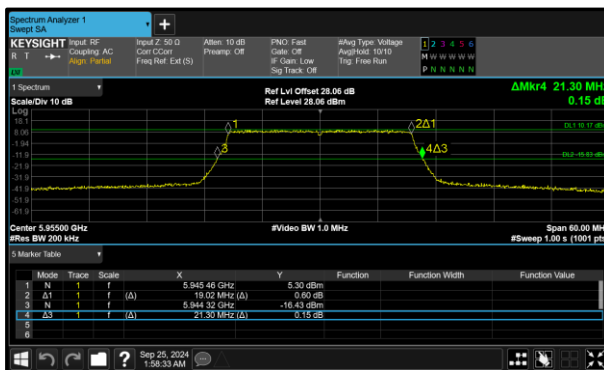 Spectrum Analyzer 1
Swept SA
+
KEYSIGHT Input: RF Input Z: 50 Ω Atten: 10 dB PNO: Fast #Avg Type: Voltage 1 2 3 4 5 6
R T Coupling: AC Corr CCorr Preamp: Off Gate: Off Avg|Hold: 10/10 M W W W W W
Align: Partial Freq Ref: Ext (S) IF Gain: Low Trig: Free Run P N N N N N
Sig Track: Off
1 Spectrum Ref Lvl Offset 28.06 dB ΔMkr4 21.30 MHz
Scale/Div 10 dB Ref Level 28.06 dBm 0.15 dB
Log
18.1 1 2Δ1 DL1 10.17 dBm
8.06
-1.94 3 4Δ3
-11.9 DL2 -15.83 dBm
-21.9
-31.9
-41.9
-51.9
-61.9
Center 5.95500 GHz #Video BW 1.0 MHz Span 60.00 MHz
#Res BW 200 kHz #Sweep 1.00 s (1001 pts)
5 Marker Table
Mode Trace Scale X Y Function Function Width Function Value
1 N 1 f 5.945 46 GHz 5.30 dBm
2 Δ1 1 f (Δ) 19.02 MHz (Δ) 0.60 dB
3 N 1 f 5.944 32 GHz -16.43 dBm
4 Δ3 1 f (Δ) 21.30 MHz (Δ) 0.15 dB
5
6
? Sep 25, 2024
1:58:33 AM